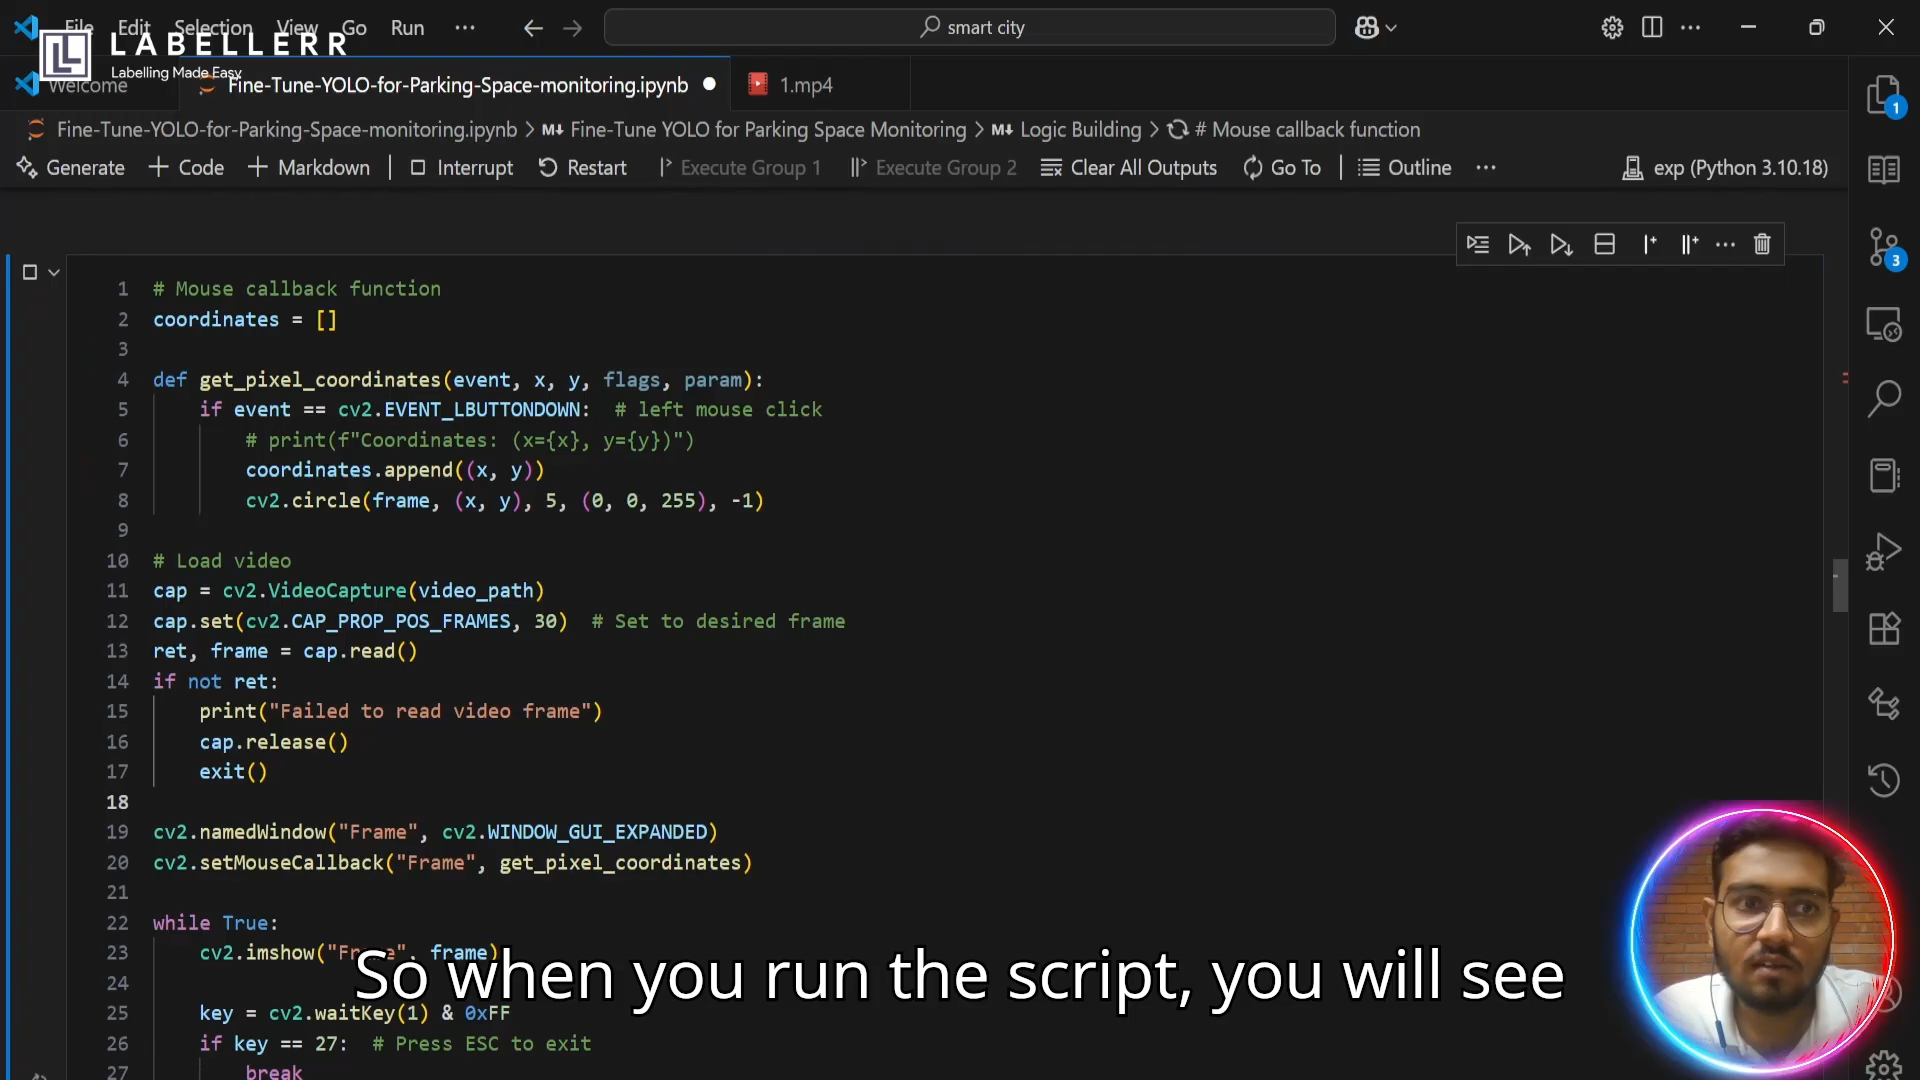 File Edit Selection View Go Run ···
smart city
LABELLERR
Labelling Made Easy
Welcome
Fine-Tune-YOLO-for-Parking-Space-monitoring.ipynb
1.mp4
Fine-Tune-YOLO-for-Parking-Space-monitoring.ipynb > M↓ Fine-Tune YOLO for Parking Space Monitoring > M↓ Logic Building > # Mouse callback function
Generate + Code + Markdown | Interrupt Restart Execute Group 1 Execute Group 2 Clear All Outputs Go To | Outline ··· exp (Python 3.10.18)
1
3
1 # Mouse callback function
2 coordinates = []
3
4 def get_pixel_coordinates(event, x, y, flags, param):
5 if event == cv2.EVENT_LBUTTONDOWN: # left mouse click
6 # print(f"Coordinates: (x={x}, y={y})")
7 coordinates.append((x, y))
8 cv2.circle(frame, (x, y), 5, (0, 0, 255), -1)
9
10 # Load video
11 cap = cv2.VideoCapture(video_path)
12 cap.set(cv2.CAP_PROP_POS_FRAMES, 30) # Set to desired frame
13 ret, frame = cap.read()
14 if not ret:
15 print("Failed to read video frame")
16 cap.release()
17 exit()
18
19 cv2.namedWindow("Frame", cv2.WINDOW_GUI_EXPANDED)
20 cv2.setMouseCallback("Frame", get_pixel_coordinates)
21
22 while True:
23 cv2.imshow("Frame", frame)
24
25 key = cv2.waitKey(1) & 0xFF
26 if key == 27: # Press ESC to exit
27 break
So when you run the script, you will see